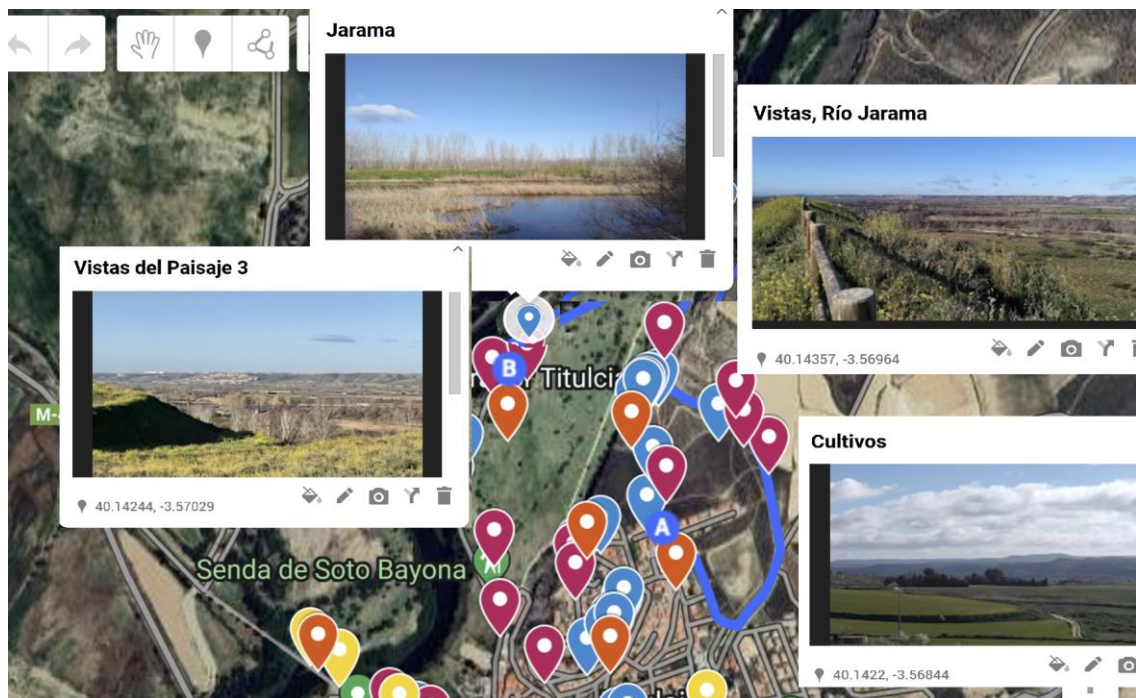 Jarama
Vistas, Río Jarama
40.14357, -3.56964
Vistas del Paisaje 3
40.14244, -3.57029
M-
B
Y Titulcia
Cultivos
40.1422, -3.56844
A
Senda de Soto Bayona